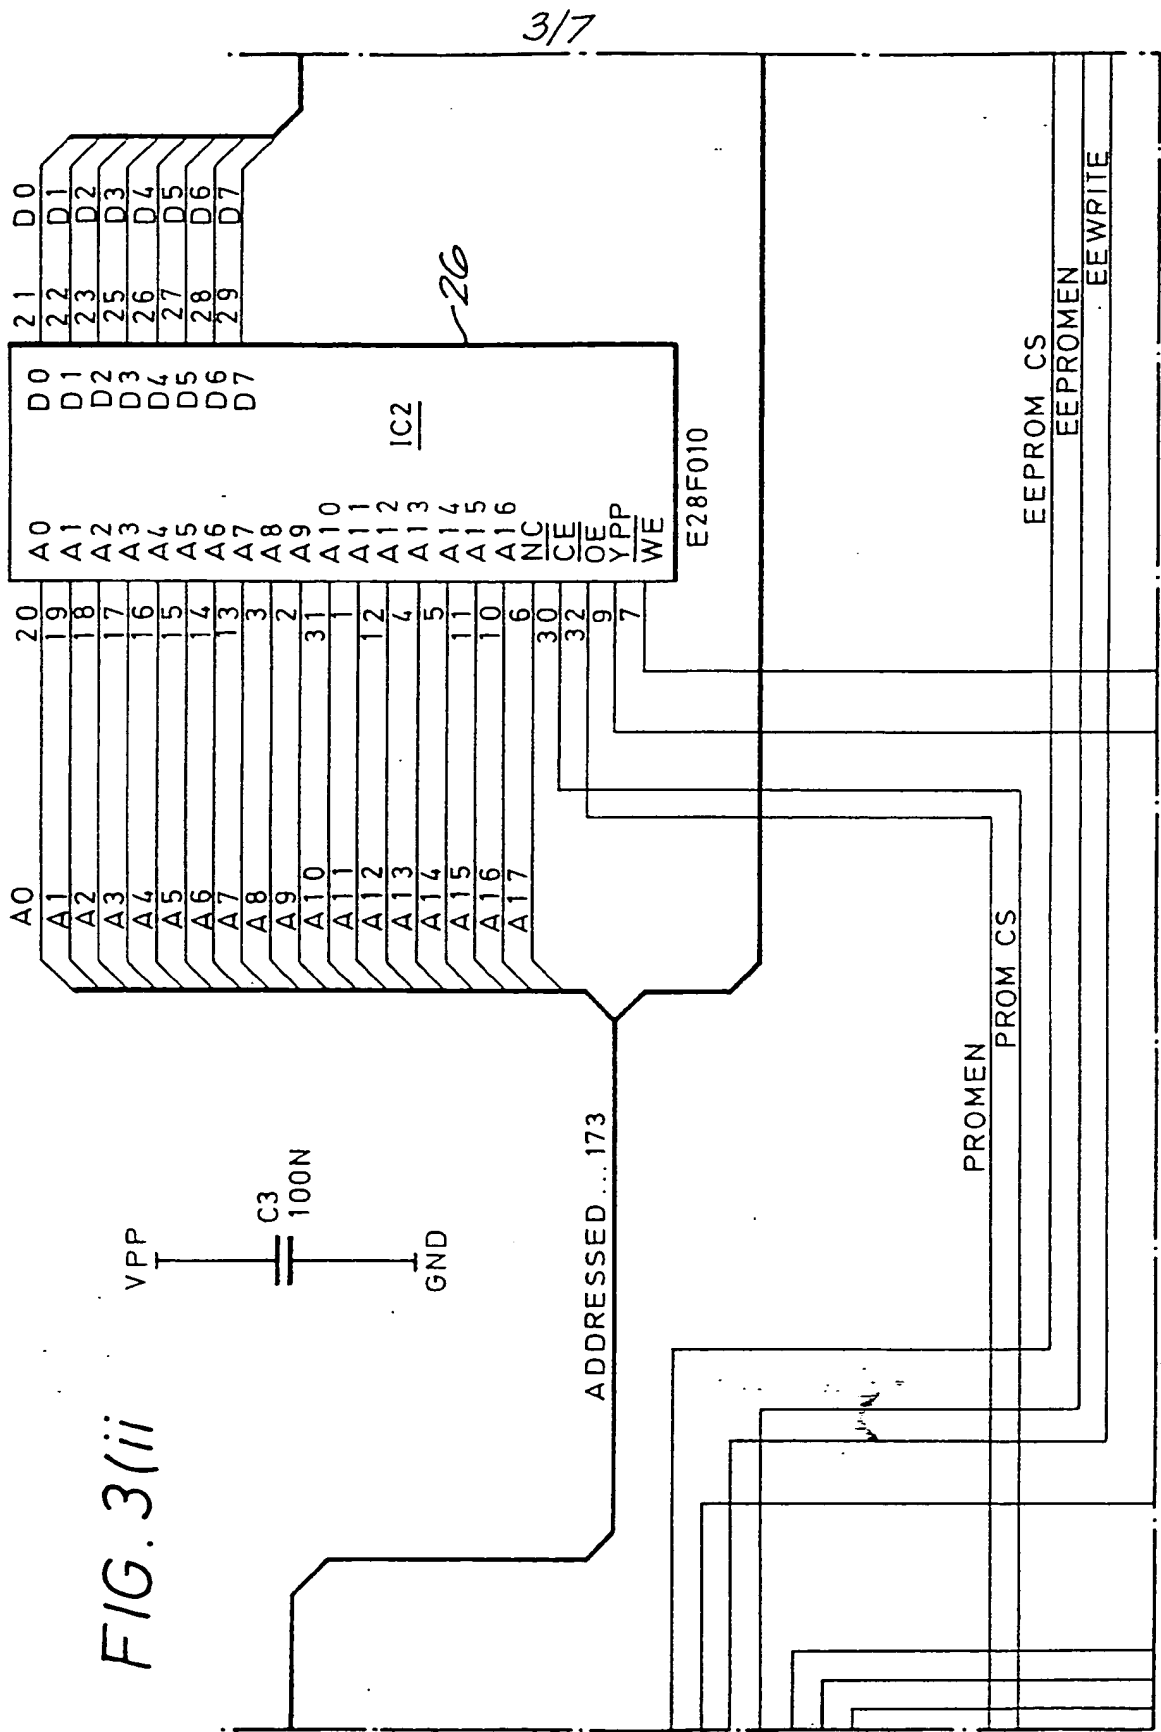 3/7
FIG. 3(ii
VPP
C3
100N
GND
ADDRESSED...173
A0
A1
A2
A3
A4
A5
A6
A7
A8
A9
A10
A11
A12
A13
A14
A15
A16
A17
20
19
18
17
16
15
14
13
3
2
31
1
12
4
5
11
10
6
30
32
9
7
A0
A1
A2
A3
A4
A5
A6
A7
A8
A9
A10
A11
A12
A13
A14
A15
A16
NC
CE
OE
YPP
WE
IC2
D0
D1
D2
D3
D4
D5
D6
D7
21
22
23
25
26
27
28
29
D0
D1
D2
D3
D4
D5
D6
D7
26
E28F010
PROMEN
PROM CS
EEPROM CS
EEPROMEN
EEWRITE